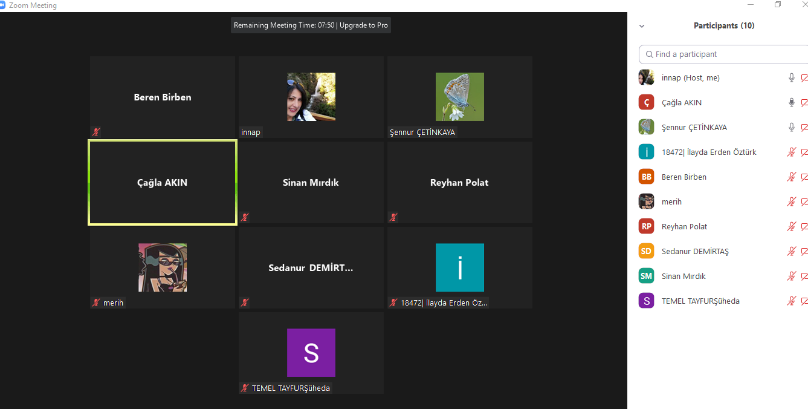 Zoom Meeting
Remaining Meeting Time: 07:50 | Upgrade to Pro
Beren Birben
innap
Şennur ÇETİNKAYA
Çağla AKIN
Sinan Mırdık
Reyhan Polat
merih
Sedanur DEMİRT...
i
18472| İlayda Erden Öz...
S
TEMEL TAYFURŞüheda
Participants (10)
Find a participant
innap (Host, me)
Ç Çağla AKIN
Şennur ÇETİNKAYA
i 18472| İlayda Erden Öztürk
BB Beren Birben
merih
RP Reyhan Polat
SD Sedanur DEMİRTAŞ
SM Sinan Mırdık
S TEMEL TAYFURŞüheda